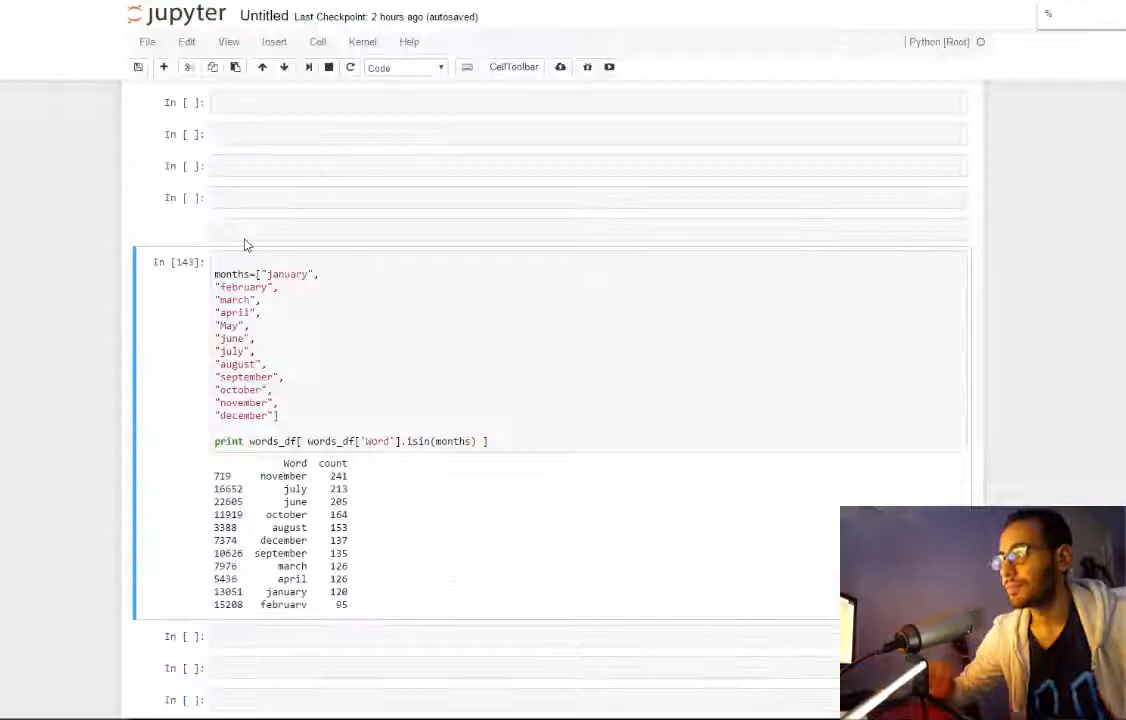 jupyter Untitled Last Checkpoint: 2 hours ago (autosaved)
%
File Edit View Insert Cell Kernel Help
Python [Root]
Code
CellToolbar
In [ ]:
In [ ]:
In [ ]:
In [ ]:
In [143]:
months=["january",
"february",
"march",
"april",
"May",
"june",
"july",
"august",
"september",
"october",
"november",
"december"]
print words_df[ words_df['Word'].isin(months) ]
Word count
719 november 241
16652 july 213
22605 june 205
11919 october 164
3388 august 153
7374 december 137
10626 september 135
7976 march 126
5436 april 126
13051 january 120
15208 february 95
In [ ]:
In [ ]:
In [ ]: